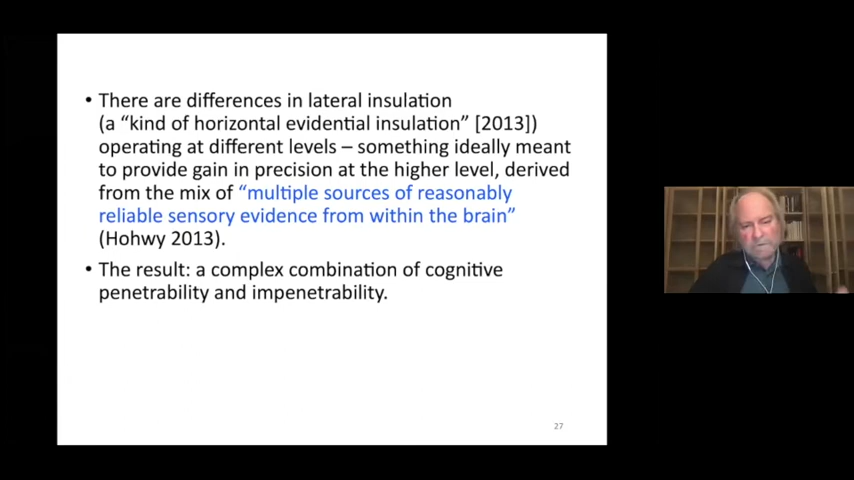 • There are differences in lateral insulation
(a “kind of horizontal evidential insulation” [2013])
operating at different levels – something ideally meant
to provide gain in precision at the higher level, derived
from the mix of “multiple sources of reasonably
reliable sensory evidence from within the brain”
(Hohwy 2013).
• The result: a complex combination of cognitive
penetrability and impenetrability.
27